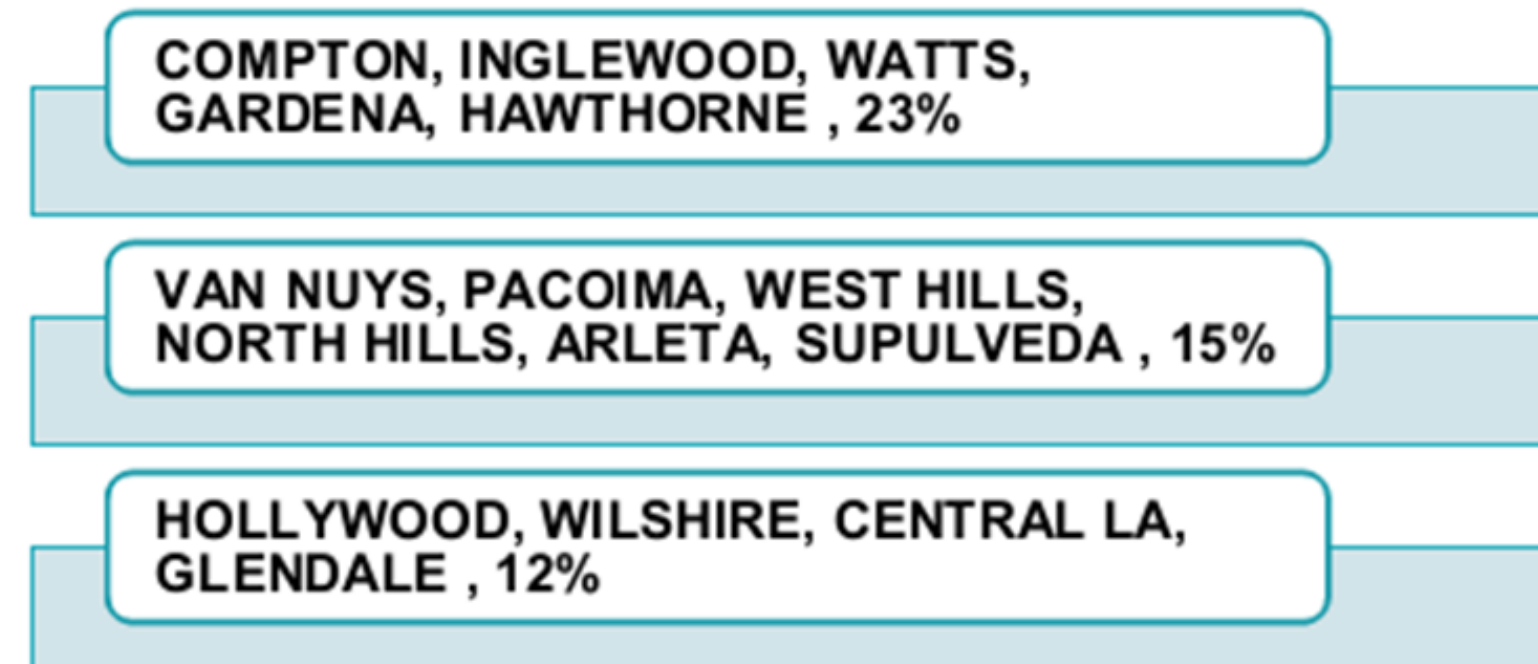 COMPTON, INGLEWOOD, WATTS,
GARDENA, HAWTHORNE , 23%
VAN NUYS, PACOIMA, WEST HILLS,
NORTH HILLS, ARLETA, SUPULVEDA , 15%
HOLLYWOOD, WILSHIRE, CENTRAL LA,
GLENDALE , 12%